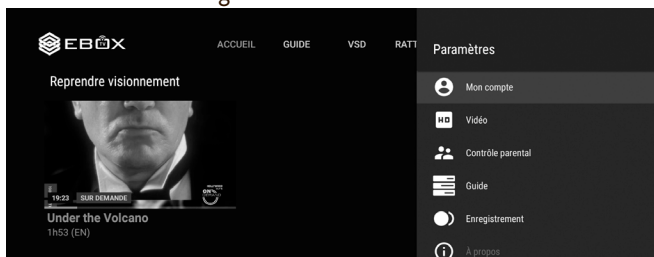 EBOX
ACCUEIL GUIDE VSD RATT
Reprendre visionnement
19:23 SUR DEMANDE
Under the Volcano
1h53 (EN)
Paramètres
Mon compte
HD Vidéo
Contrôle parental
Guide
Enregistrement
À propos